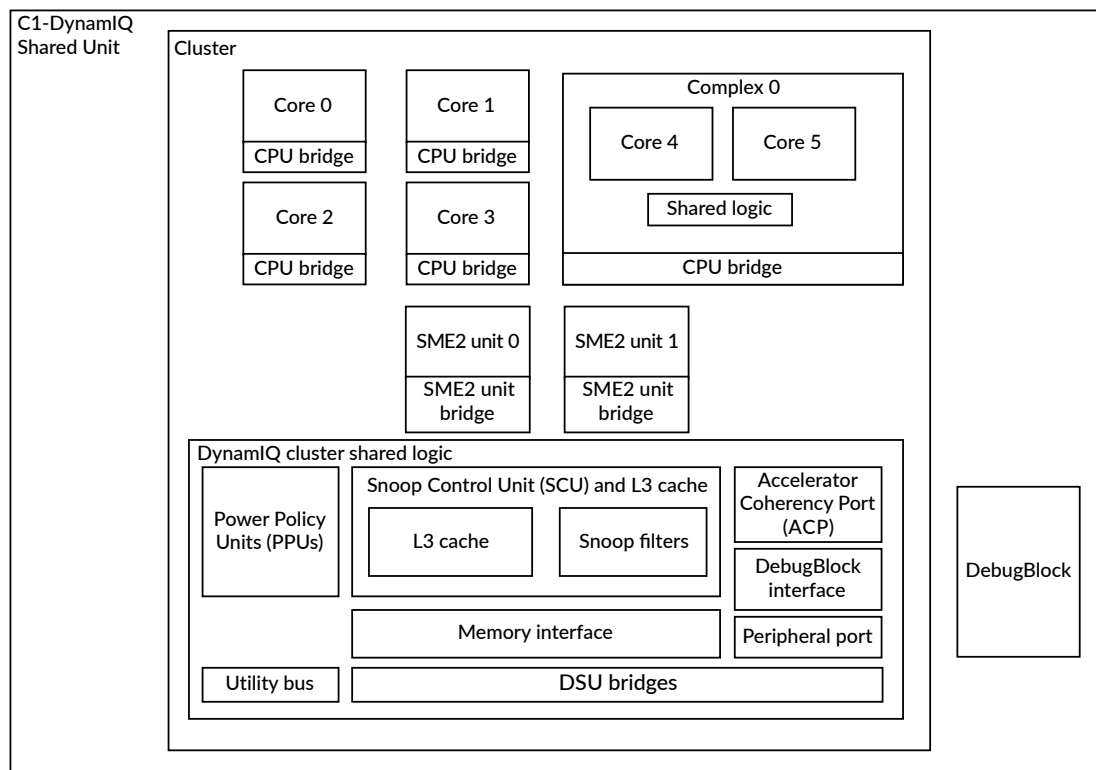 C1-DynamIQ
Shared Unit
Cluster
Core 0
CPU bridge
Core 1
CPU bridge
Complex 0
Core 4
Core 5
Shared logic
CPU bridge
Core 2
CPU bridge
Core 3
CPU bridge
SME2 unit 0
SME2 unit
bridge
SME2 unit 1
SME2 unit
bridge
DynamIQ cluster shared logic
Power Policy
Units (PPUs)
Snoop Control Unit (SCU) and L3 cache
L3 cache
Snoop filters
Accelerator
Coherency Port
(ACP)
DebugBlock
interface
Memory interface
Peripheral port
Utility bus
DSU bridges
DebugBlock